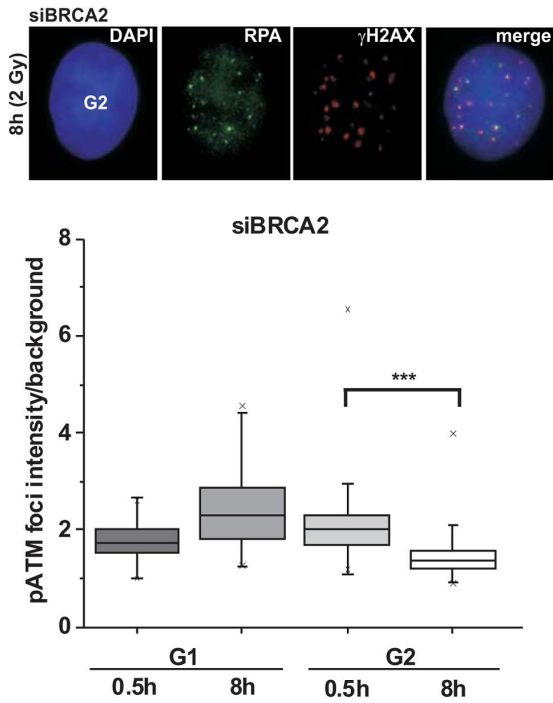 siBRCA2
DAPI RPA γH2AX merge
8h (2 Gy)
G2
siBRCA2
pATM foci intensity/background
8
6
4
2
0
***
G1 G2
0.5h 8h 0.5h 8h